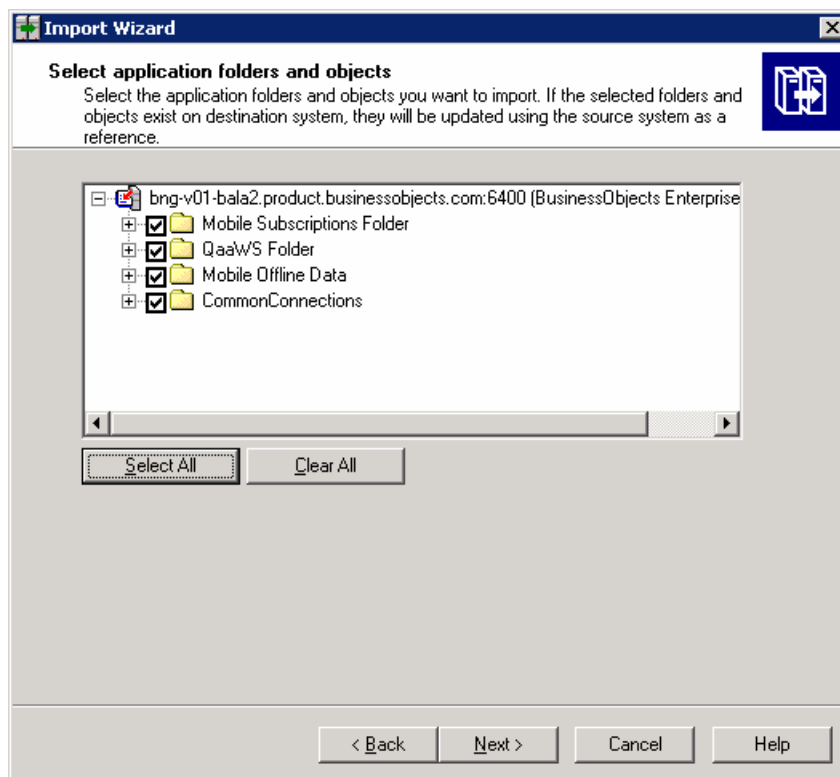 Import Wizard
Select application folders and objects
Select the application folders and objects you want to import. If the selected folders and
objects exist on destination system, they will be updated using the source system as a
reference.
bng-v01-bala2.product.businessobjects.com:6400 (BusinessObjects Enterprise
Mobile Subscriptions Folder
QaaWS Folder
Mobile Offline Data
CommonConnections
Select All
Clear All
< Back
Next >
Cancel
Help